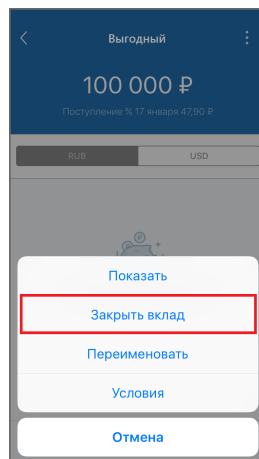 Выгодный
100 000 ₽
Поступление % 17 января 47,90 ₽
RUB USD
Показать
Закрыть вклад
Переименовать
Условия
Отмена